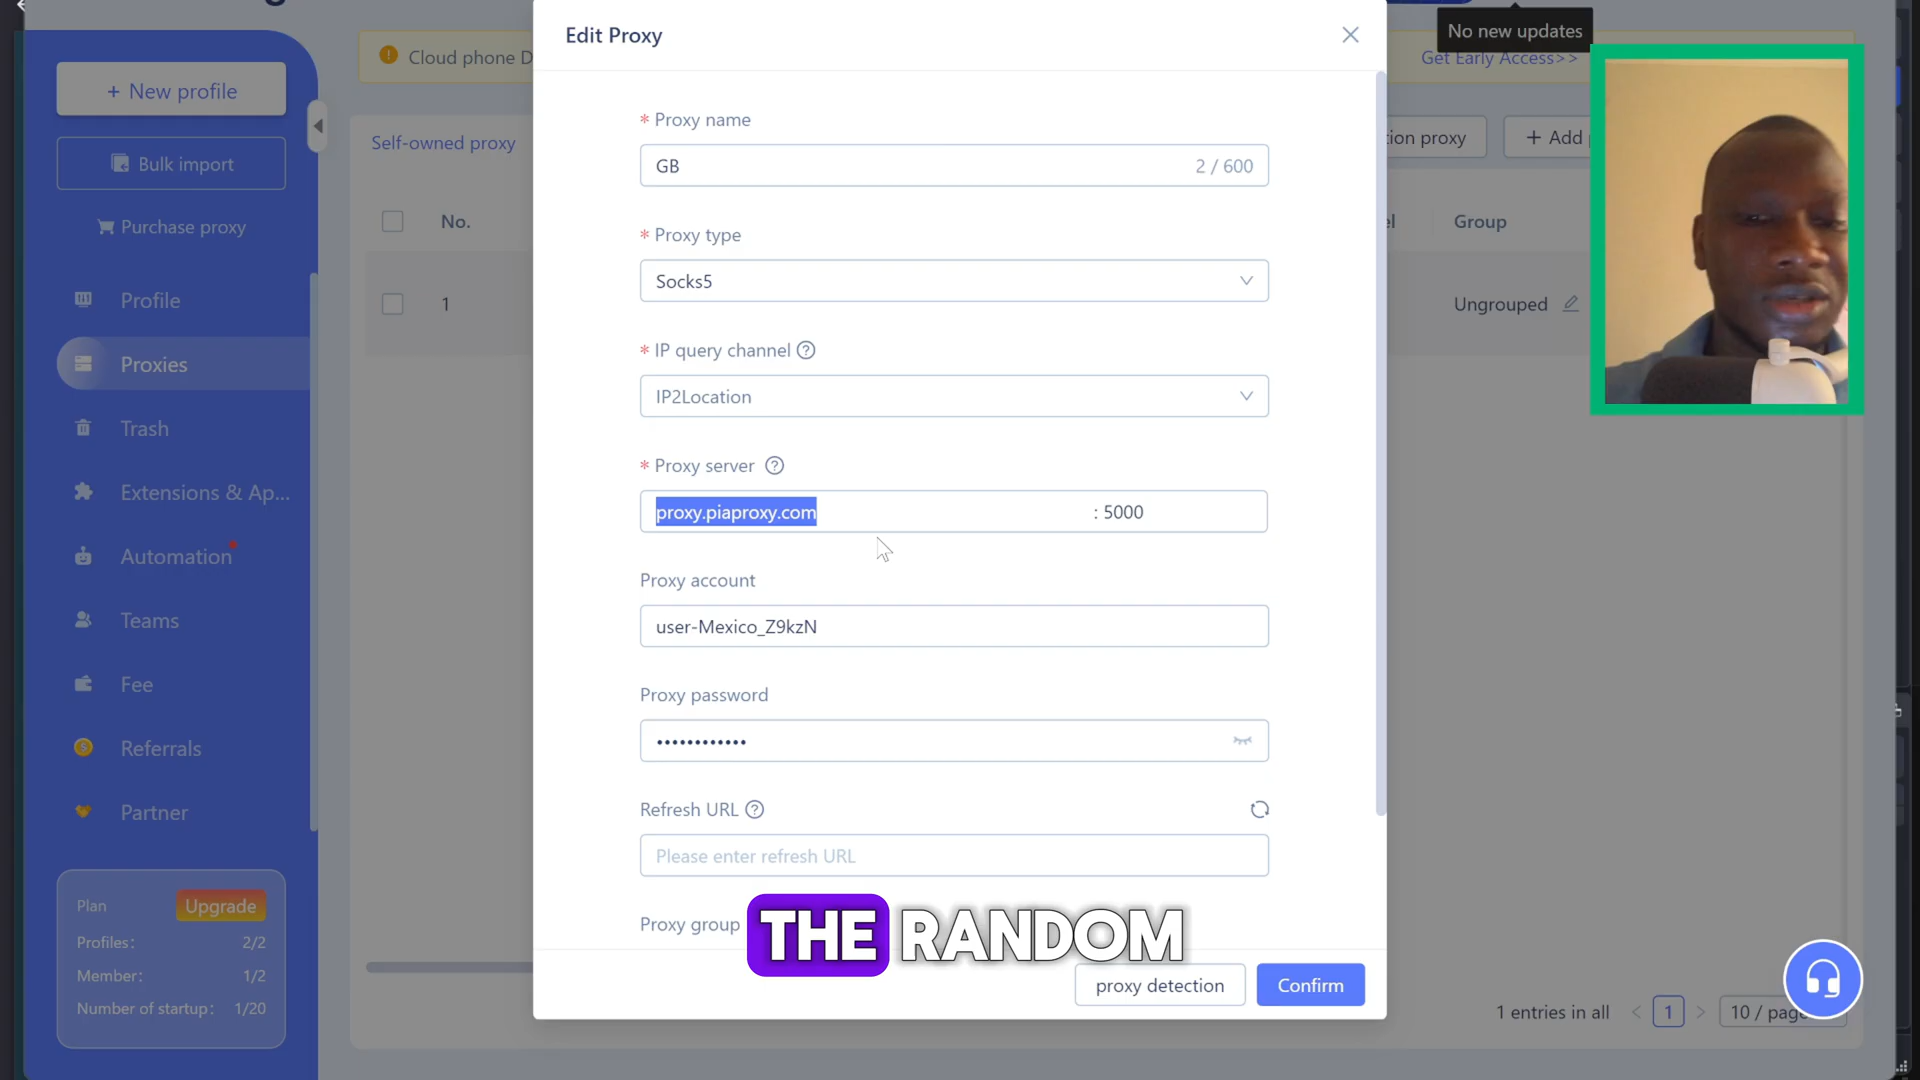 Edit Proxy
No new updates
Cloud phone D
Get Early Access>>
+ New profile
Bulk import
Purchase proxy
Profile
Proxies
Trash
Extensions & Ap...
Automation
Teams
Fee
Referrals
Partner
Plan
Upgrade
Profiles: 2/2
Member: 1/2
Number of startup: 1/20
Self-owned proxy
ion proxy
+ Add
No.
Group
1
Ungrouped
* Proxy name
GB
2 / 600
* Proxy type
Socks5
* IP query channel
IP2Location
* Proxy server
proxy.piaproxy.com : 5000
Proxy account
user-Mexico_Z9kzN
Proxy password
••••••••••••
Refresh URL
Please enter refresh URL
Proxy group
THE RANDOM
proxy detection
Confirm
1 entries in all < 1 > 10 / page